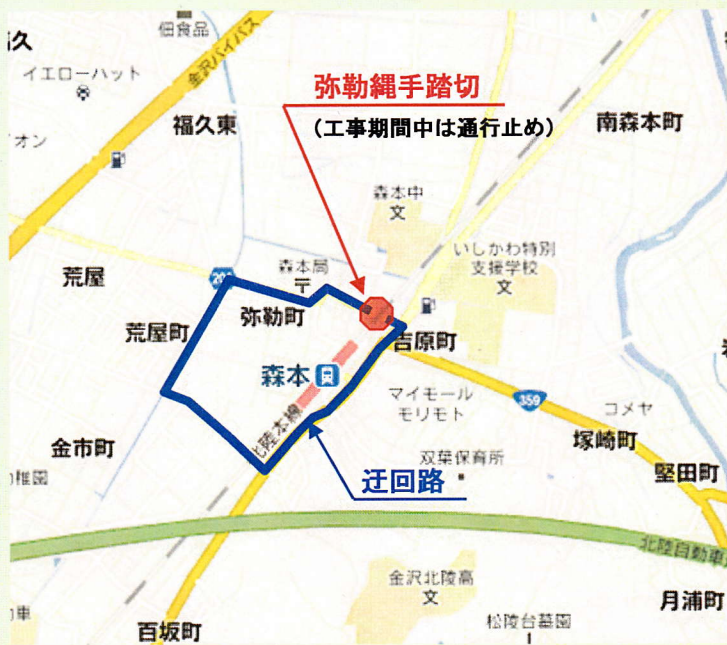 福久
佃食品
金沢バイパス
イエローハット
弥勒縄手踏切
(工事期間中は通行止め)
福久東
南森本町
オン
森本中
文
いしかわ特別
支援学校
文
荒屋
森本局
弥勒町
荒屋町
吉原町
森本
マイモール
モリモト
359
コメヤ
北陸本線
金市町
塚崎町
双葉保育所
迂回路
堅田町
稚園
北陸自動車
金沢北陵高
文
月浦町
車
百坂町
松陵台墓園